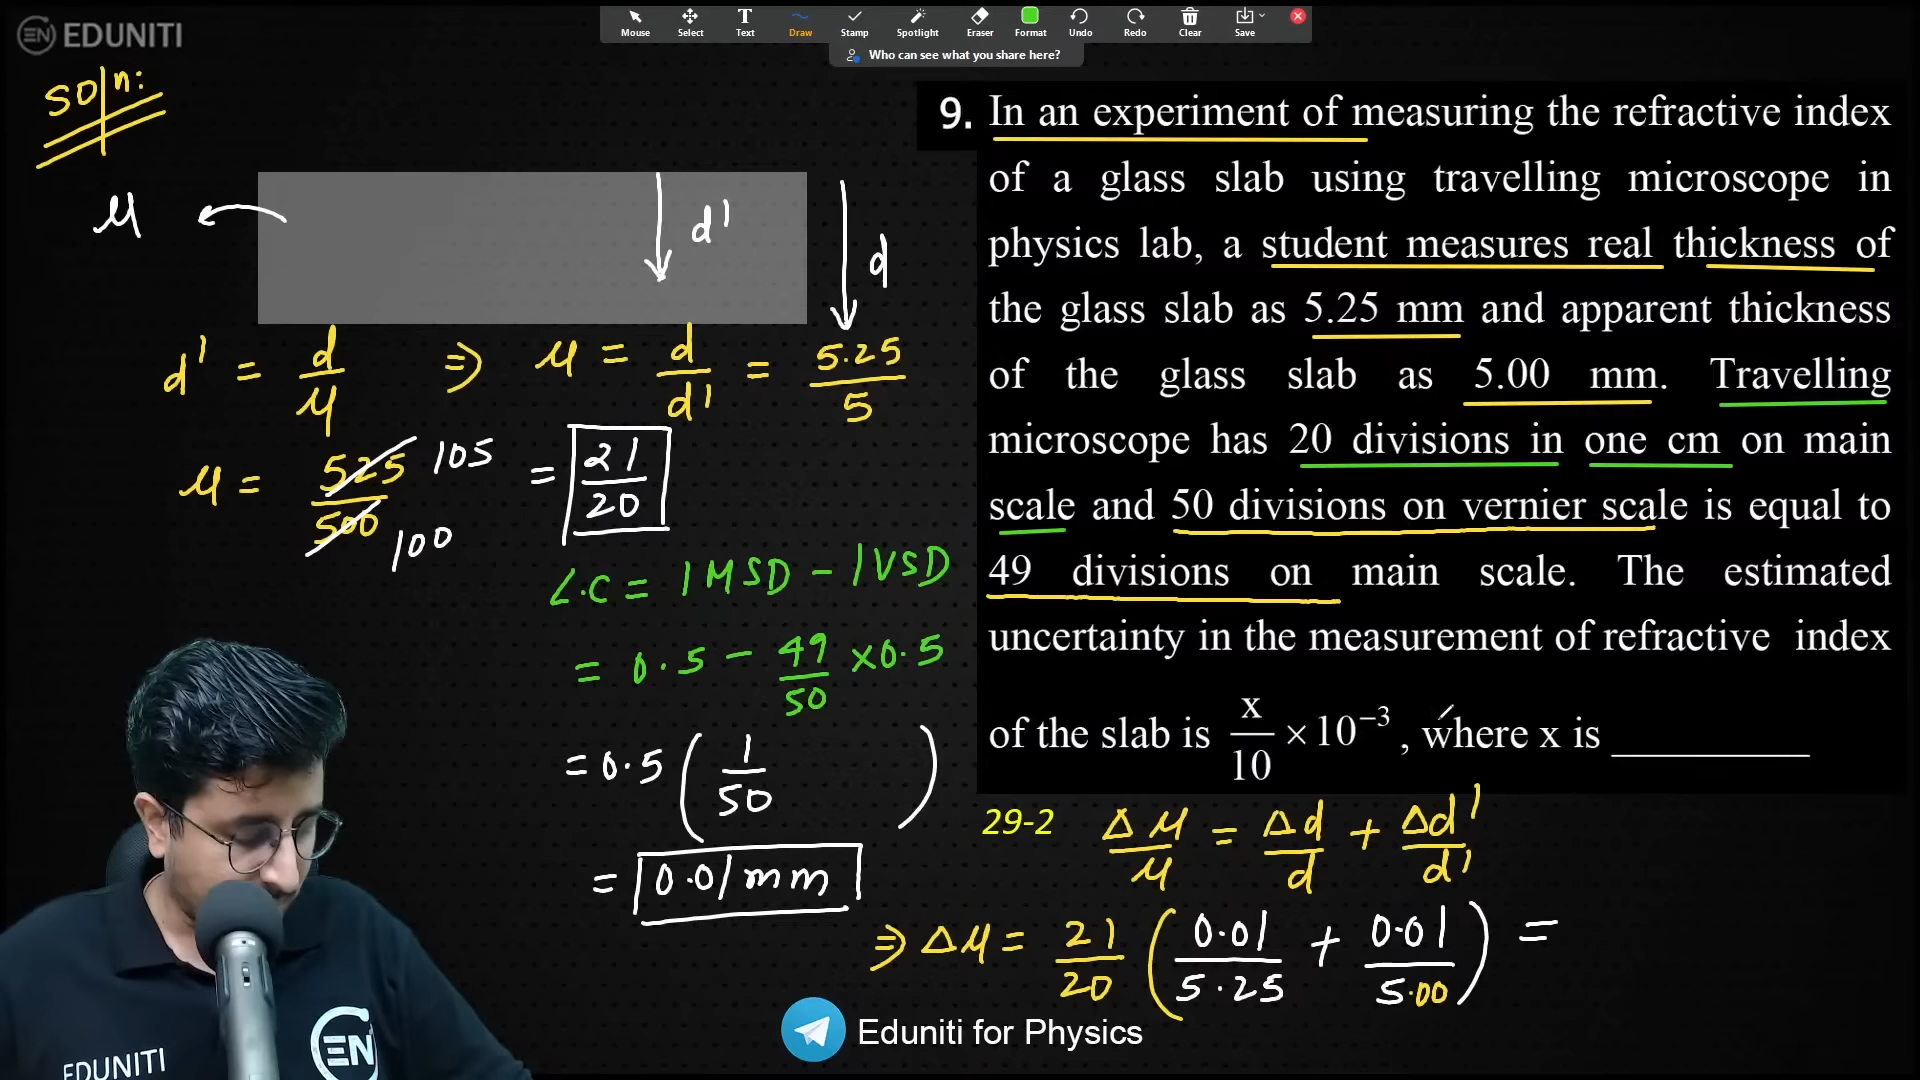 EDUNITI
Mouse Select Text Draw Stamp Spotlight Eraser Format Undo Redo Clear Save
Who can see what you share here?
Soln:
9. In an experiment of measuring the refractive index
of a glass slab using travelling microscope in
physics lab, a student measures real thickness of
the glass slab as 5.25 mm and apparent thickness
of the glass slab as 5.00 mm. Travelling
microscope has 20 divisions in one cm on main
scale and 50 divisions on vernier scale is equal to
49 divisions on main scale. The estimated
uncertainty in the measurement of refractive index
of the slab is x/10 × 10⁻³, where x is __________
29-2
μ
d'
d
d' = d/μ ⇒ μ = d/d' = 5.25/5
μ = 525/500 105/100 = 21/20
L.C = 1MSD - 1VSD
= 0.5 - 49/50 × 0.5
= 0.5 (1/50)
= 0.01mm
Δμ/μ = Δd/d + Δd'/d'
⇒ Δμ = 21/20 (0.01/5.25 + 0.01/5.00) =
Eduniti for Physics
EDUNITI
EN